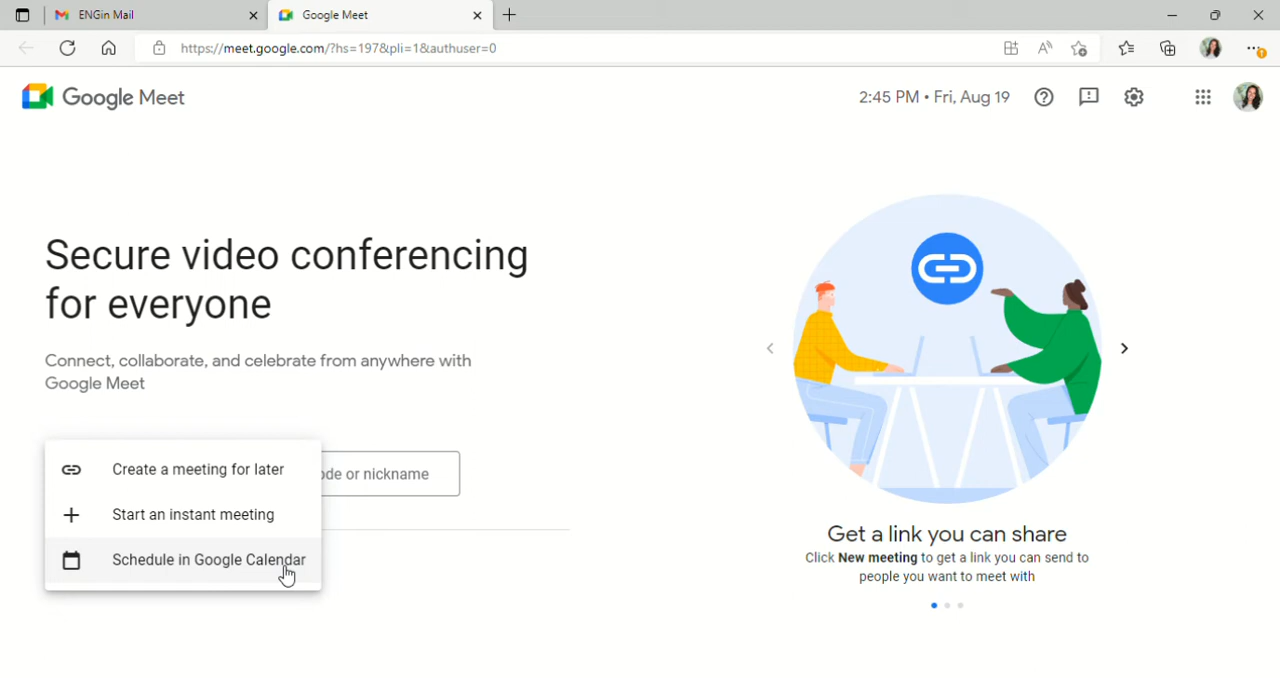 ENGin Mail
Google Meet
https://meet.google.com/?hs=197&pli=1&authuser=0
Google Meet
2:45 PM • Fri, Aug 19
Secure video conferencing
for everyone
Connect, collaborate, and celebrate from anywhere with
Google Meet
Create a meeting for later
ode or nickname
Start an instant meeting
Schedule in Google Calendar
Get a link you can share
Click New meeting to get a link you can send to
people you want to meet with